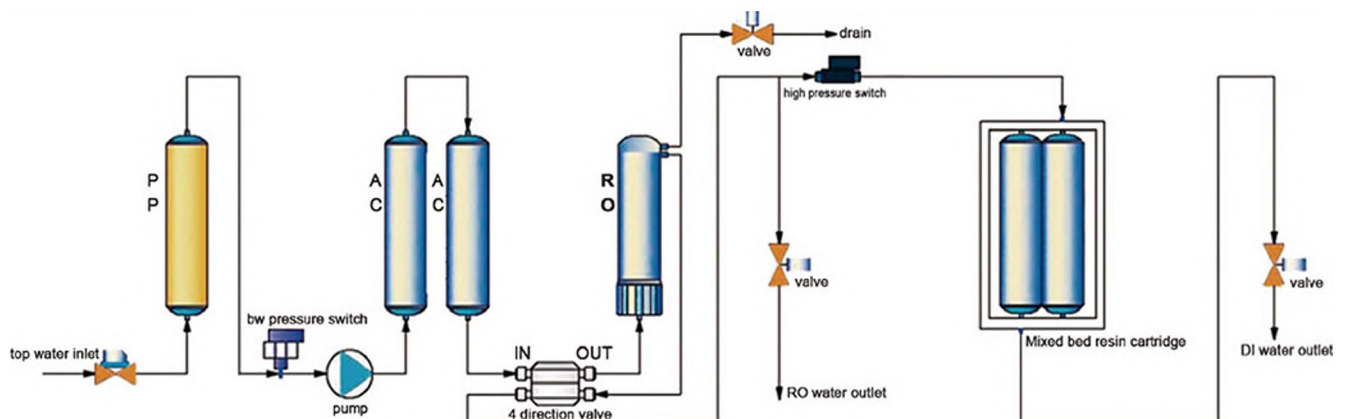 drain
valve
high pressure switch
P
P
A
C
A
C
R
O
valve
valve
bw pressure switch
top water inlet
IN
OUT
Mixed bed resin cartridge
DI water outlet
RO water outlet
pump
4 direction valve